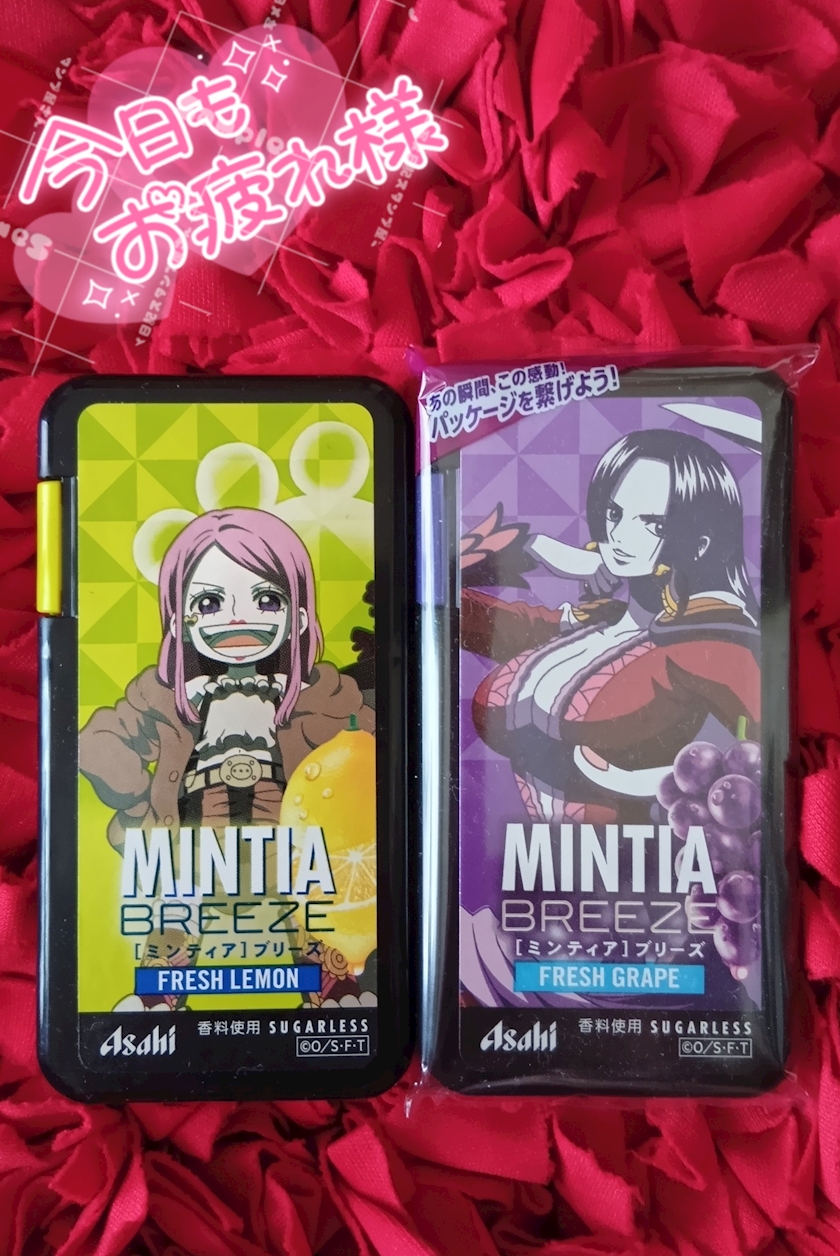 今日も
お疲れ様
あの瞬間、この感動！
パッケージを繋げよう！
MINTIA
BREEZE
[ミンティア]ブリーズ
FRESH LEMON
Asahi
香料使用 SUGARLESS
©O/S・F・T
MINTIA
BREEZE
[ミンティア]ブリーズ
FRESH GRAPE
Asahi
香料使用 SUGARLESS
©O/S・F・T